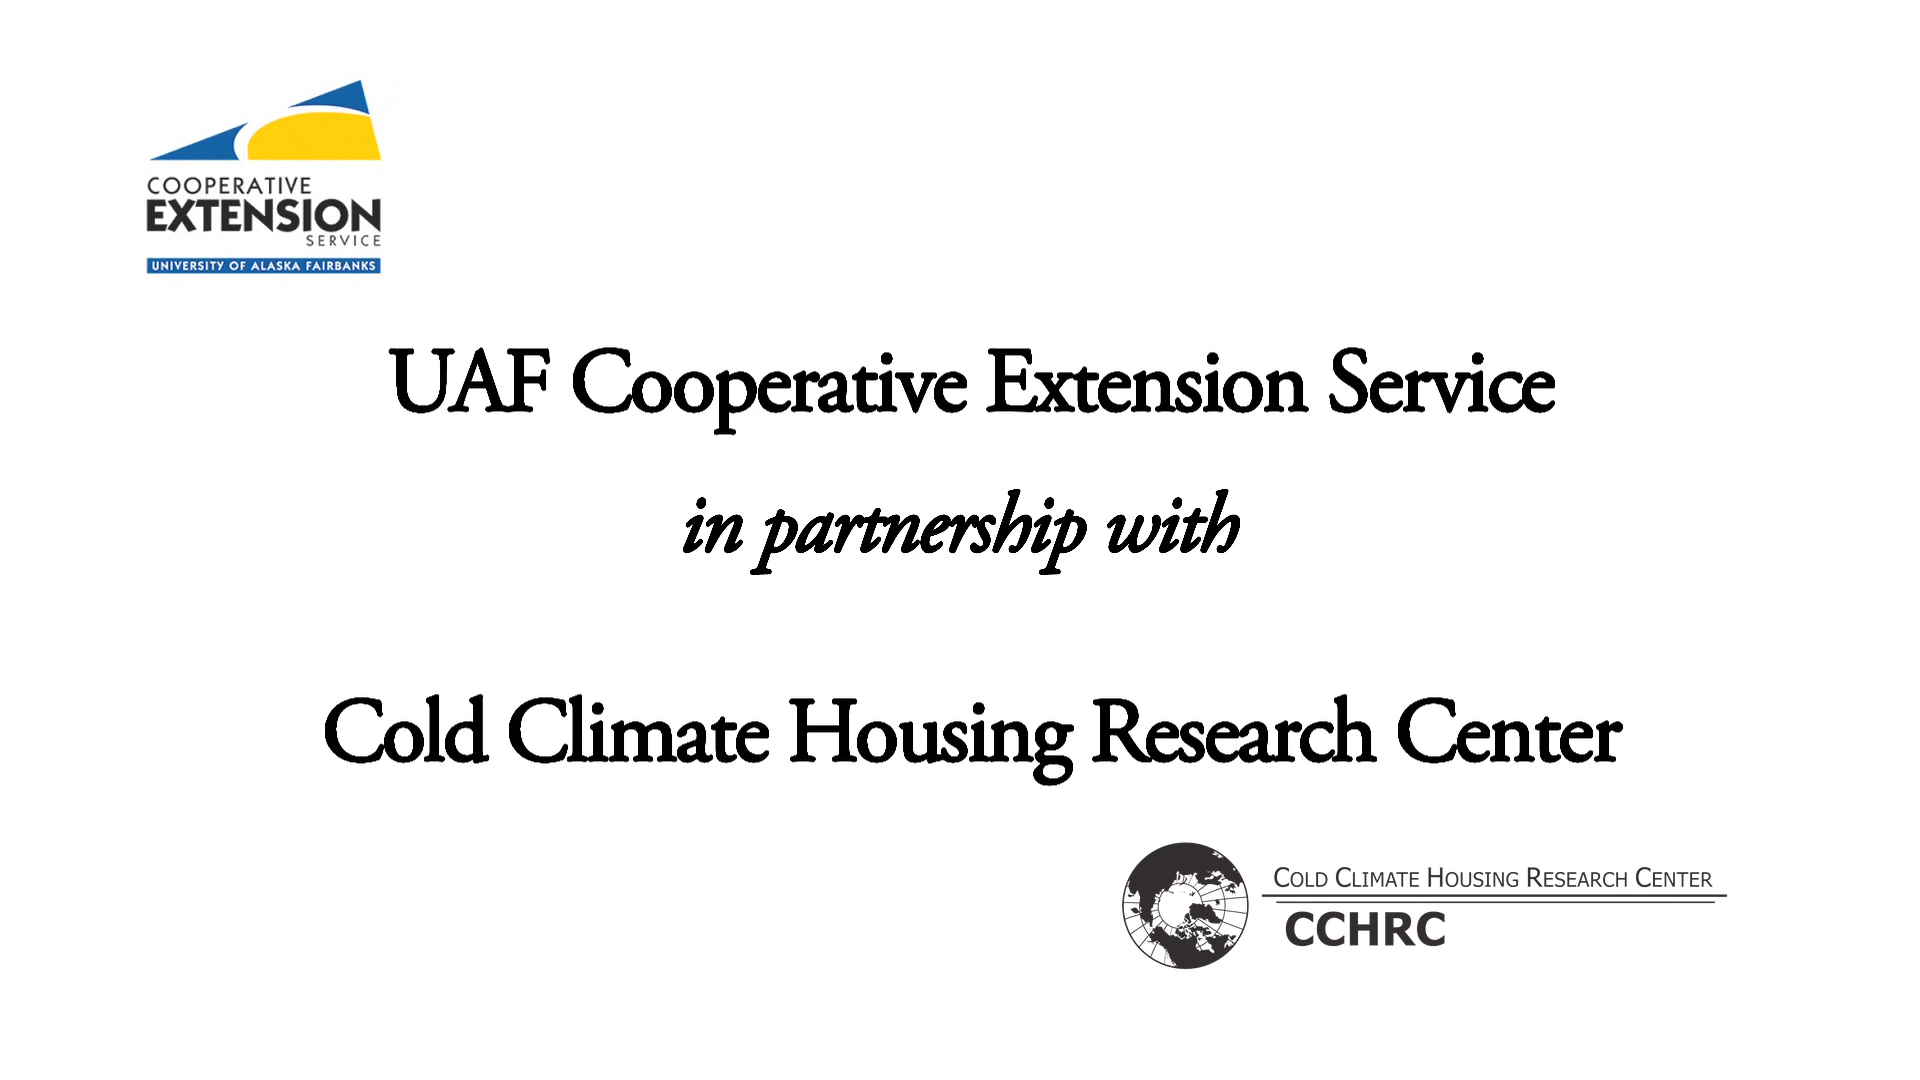 COOPERATIVE
EXTENSION
SERVICE
UNIVERSITY OF ALASKA FAIRBANKS
UAF Cooperative Extension Service
in partnership with
Cold Climate Housing Research Center
COLD CLIMATE HOUSING RESEARCH CENTER
CCHRC